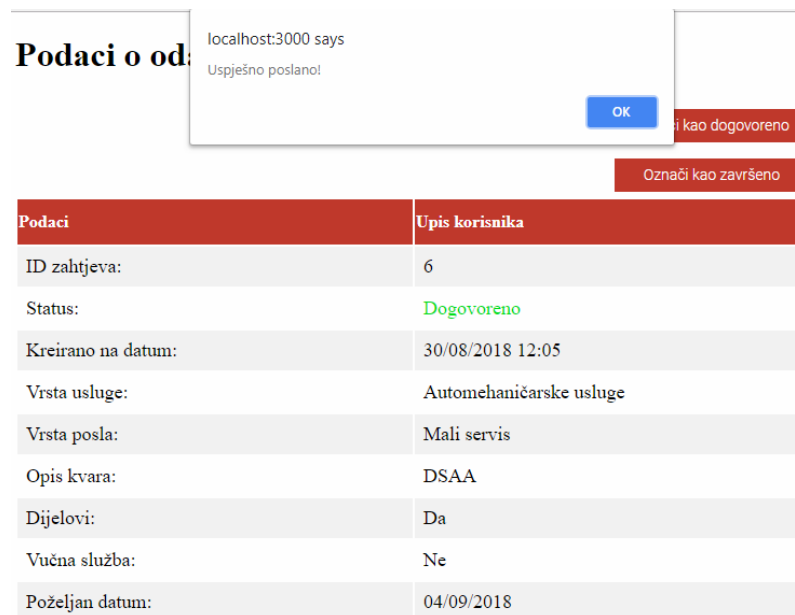 localhost:3000 says
Uspješno poslano!
OK
Podaci o
kao dogovoreno
Označi kao završeno
Podaci Upis korisnika
ID zahtjeva: 6
Status: Dogovoreno
Kreirano na datum: 30/08/2018 12:05
Vrsta usluge: Automehaničarske usluge
Vrsta posla: Mali servis
Opis kvara: DSAA
Dijelovi: Da
Vučna služba: Ne
Poželjan datum: 04/09/2018